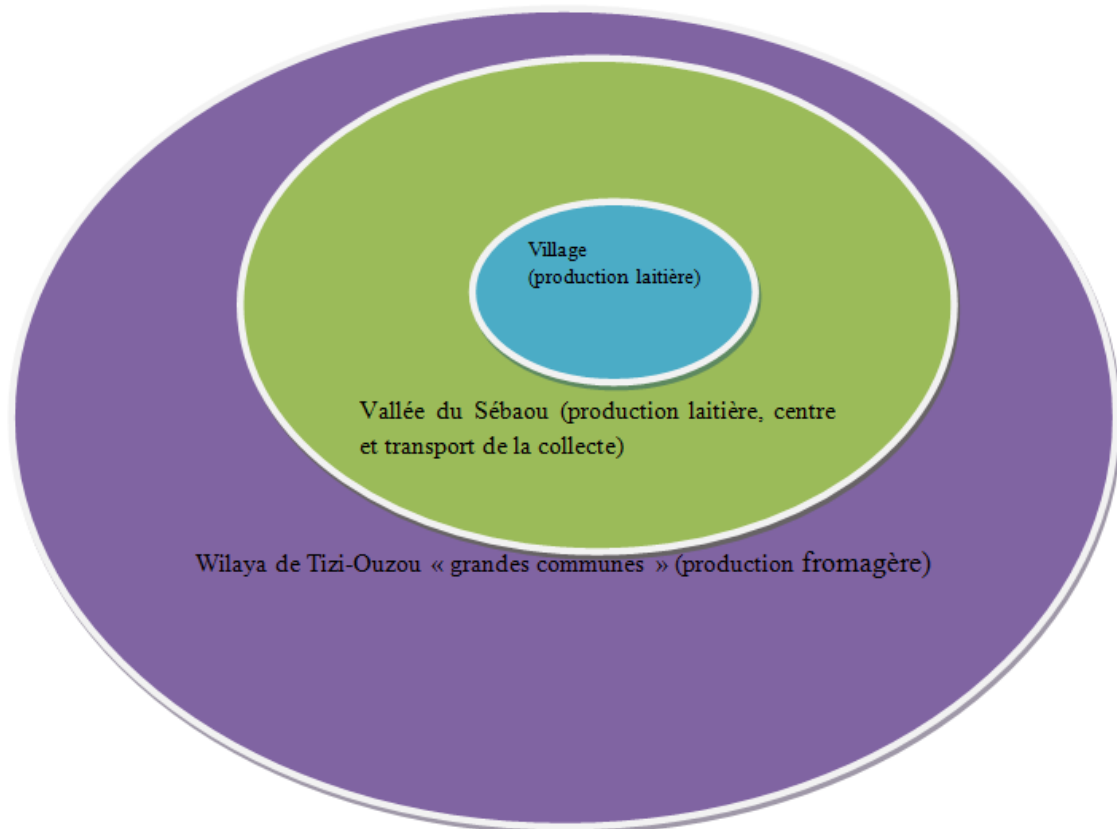 Village
(production laitière)
Vallée du Sébaou (production laitière, centre
et transport de la collecte)
Wilaya de Tizi-Ouzou « grandes communes » (production fromagère)